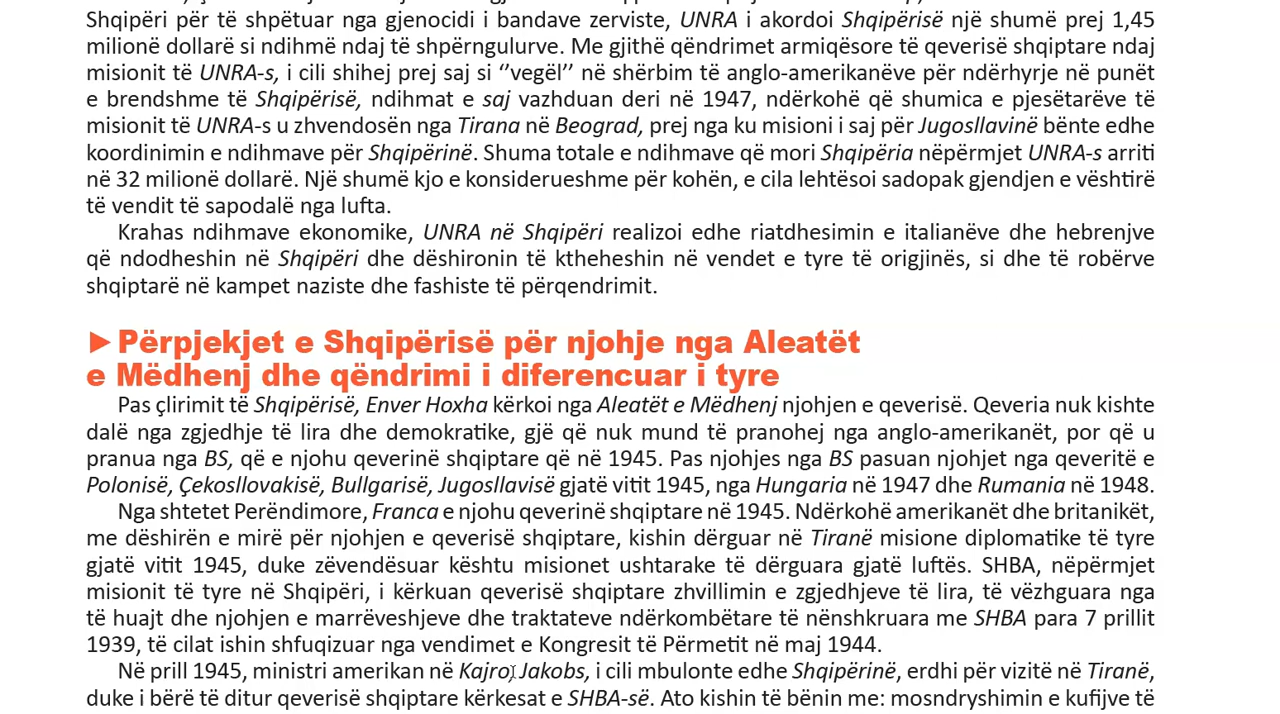 Shqipëri për të shpëtuar nga gjenocidi i bandave zerviste, UNRA i akordoi Shqipërisë një shumë prej 1,45
milionë dollarë si ndihmë ndaj të shpërngulurve. Me gjithë qëndrimet armiqësore të qeverisë shqiptare ndaj
misionit të UNRA-s, i cili shihej prej saj si ‘’vegël’’ në shërbim të anglo-amerikanëve për ndërhyrje në punët
e brendshme të Shqipërisë, ndihmat e saj vazhduan deri në 1947, ndërkohë që shumica e pjesëtarëve të
misionit të UNRA-s u zhvendosën nga Tirana në Beograd, prej nga ku misioni i saj për Jugosllavinë bënte edhe
koordinimin e ndihmave për Shqipërinë. Shuma totale e ndihmave që mori Shqipëria nëpërmjet UNRA-s arriti
në 32 milionë dollarë. Një shumë kjo e konsiderueshme për kohën, e cila lehtësoi sadopak gjendjen e vështirë
të vendit të sapodalë nga lufta.
Krahas ndihmave ekonomike, UNRA në Shqipëri realizoi edhe riatdhesimin e italianëve dhe hebrenjve
që ndodheshin në Shqipëri dhe dëshironin të ktheheshin në vendet e tyre të origjinës, si dhe të robërve
shqiptarë në kampet naziste dhe fashiste të përqendrimit.
►Përpjekjet e Shqipërisë për njohje nga Aleatët
e Mëdhenj dhe qëndrimi i diferencuar i tyre
Pas çlirimit të Shqipërisë, Enver Hoxha kërkoi nga Aleatët e Mëdhenj njohjen e qeverisë. Qeveria nuk kishte
dalë nga zgjedhje të lira dhe demokratike, gjë që nuk mund të pranohej nga anglo-amerikanët, por që u
pranua nga BS, që e njohu qeverinë shqiptare që në 1945. Pas njohjes nga BS pasuan njohjet nga qeveritë e
Polonisë, Çekosllovakisë, Bullgarisë, Jugosllavisë gjatë vitit 1945, nga Hungaria në 1947 dhe Rumania në 1948.
Nga shtetet Perëndimore, Franca e njohu qeverinë shqiptare në 1945. Ndërkohë amerikanët dhe britanikët,
me dëshirën e mirë për njohjen e qeverisë shqiptare, kishin dërguar në Tiranë misione diplomatike të tyre
gjatë vitit 1945, duke zëvendësuar kështu misionet ushtarake të dërguara gjatë luftës. SHBA, nëpërmjet
misionit të tyre në Shqipëri, i kërkuan qeverisë shqiptare zhvillimin e zgjedhjeve të lira, të vëzhguara nga
të huajt dhe njohjen e marrëveshjeve dhe traktateve ndërkombëtare të nënshkruara me SHBA para 7 prillit
1939, të cilat ishin shfuqizuar nga vendimet e Kongresit të Përmetit në maj 1944.
Në prill 1945, ministri amerikan në Kajro, Jakobs, i cili mbulonte edhe Shqipërinë, erdhi për vizitë në Tiranë,
duke i bërë të ditur qeverisë shqiptare kërkesat e SHBA-së. Ato kishin të bënin me: mosndryshimin e kufijve të